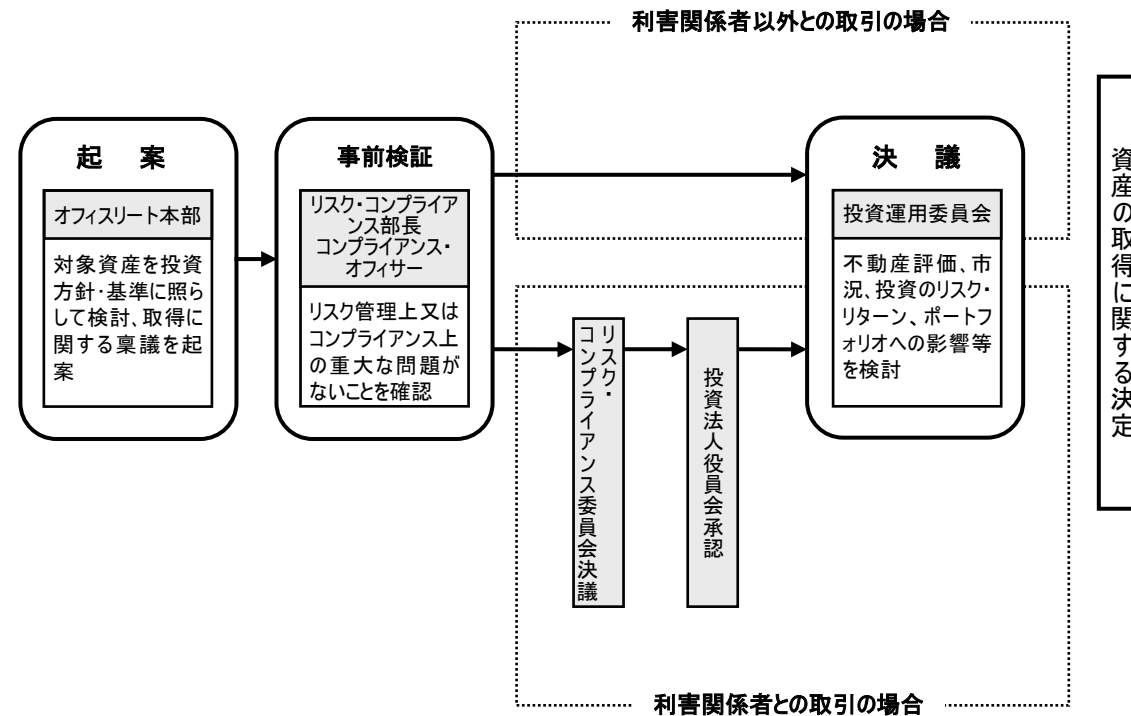 利害関係者以外との取引の場合
起　案
オフィスリート本部
対象資産を投資
方針・基準に照ら
して検討、取得に
関する稟議を起
案
事前検証
リスク・コンプライア
ンス部長
コンプライアンス・
オフィサー
リスク管理上又は
コンプライアンス上
の重大な問題が
ないことを確認
リスク・
コンプライアンス委員会決議
投資法人役員会承認
決　議
投資運用委員会
不動産評価、市
況、投資のリスク・
リターン、ポートフ
ォリオへの影響等
を検討
資産の取得に関する決定
利害関係者との取引の場合